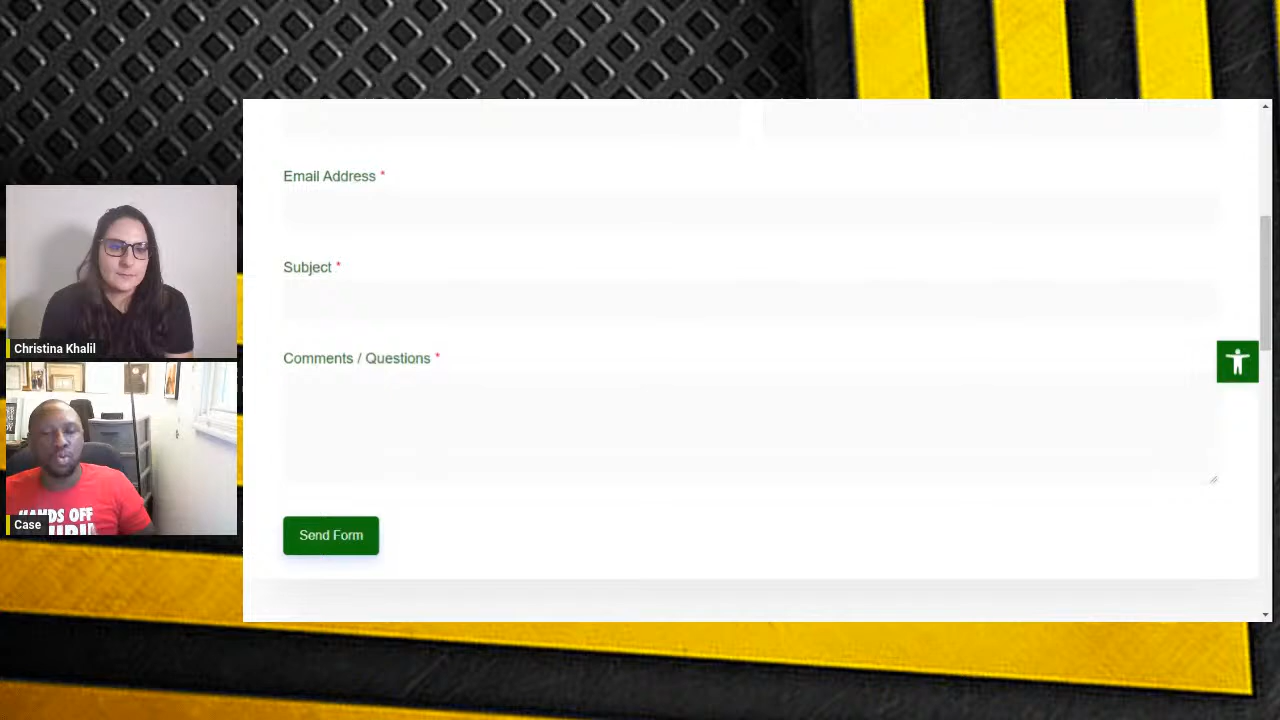 Email Address *
Subject *
Comments / Questions *
Send Form
Christina Khalil
HANDS OFF
Case